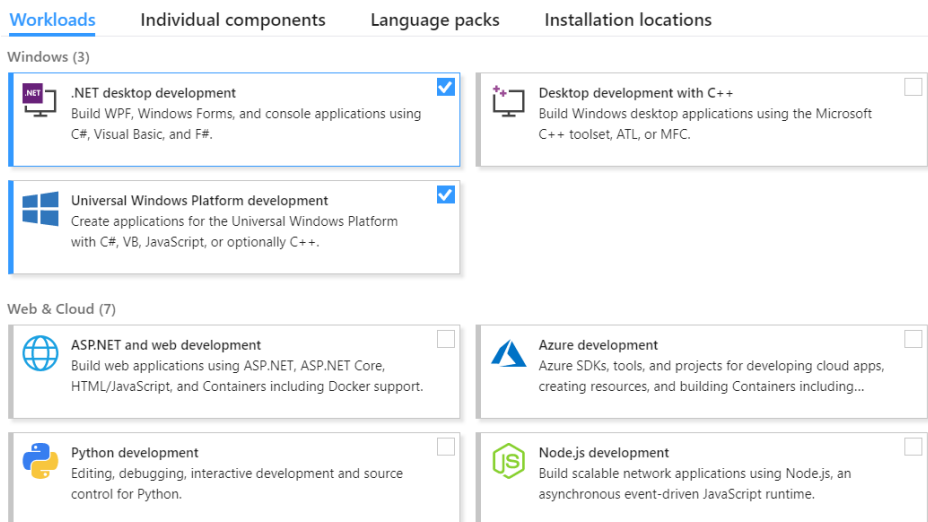 Workloads Individual components Language packs Installation locations
Windows (3)
.NET
.NET desktop development
Build WPF, Windows Forms, and console applications using
C#, Visual Basic, and F#.
Desktop development with C++
Build Windows desktop applications using the Microsoft
C++ toolset, ATL, or MFC.
Universal Windows Platform development
Create applications for the Universal Windows Platform
with C#, VB, JavaScript, or optionally C++.
Web & Cloud (7)
ASP.NET and web development
Build web applications using ASP.NET, ASP.NET Core,
HTML/JavaScript, and Containers including Docker support.
Azure development
Azure SDKs, tools, and projects for developing cloud apps,
creating resources, and building Containers including...
Python development
Editing, debugging, interactive development and source
control for Python.
JS
Node.js development
Build scalable network applications using Node.js, an
asynchronous event-driven JavaScript runtime.